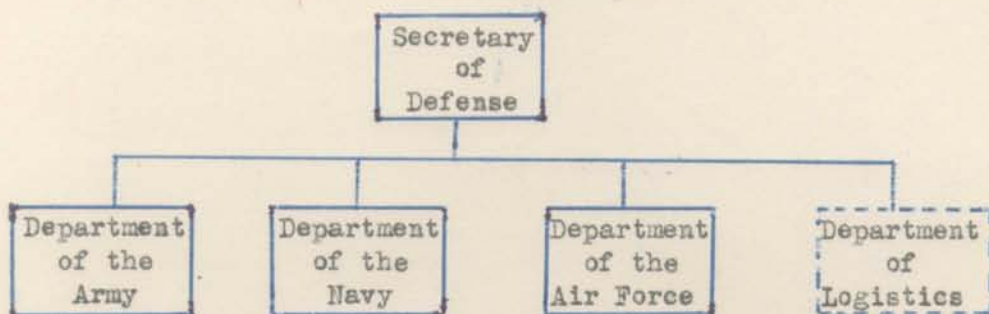 Secretary
of
Defense
Department
of the
Army
Department
of the
Navy
Department
of the
Air Force
Department
of
Logistics